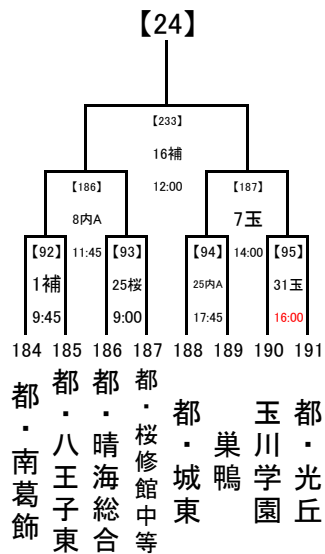 【24】
【233】
16補
12:00
【186】
8内A
11:45
【187】
7玉
14:00
【92】
1補
9:45
【93】
25桜
9:00
【94】
25内A
17:45
【95】
31玉
16:00
184 185 186 187 188 189 190 191
都・南葛飾
都・八王子東
都・晴海総合
都・桜修館中等
都・城東
巣鴨
玉川学園
都・光丘